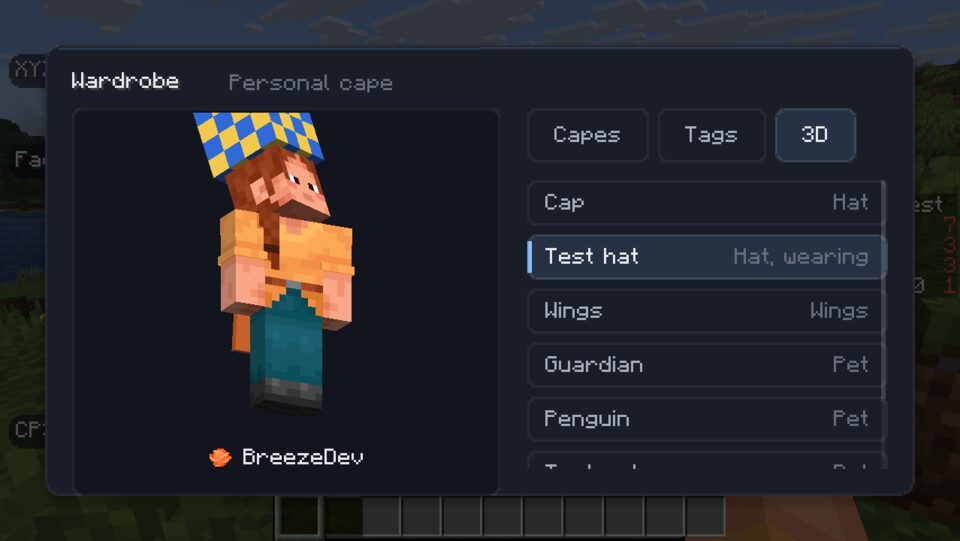 Wardrobe
Personal cape
Capes
Tags
3D
Cap
Hat
Test hat
Hat, wearing
Wings
Wings
Guardian
Pet
Penguin
Pet
BreezeDev